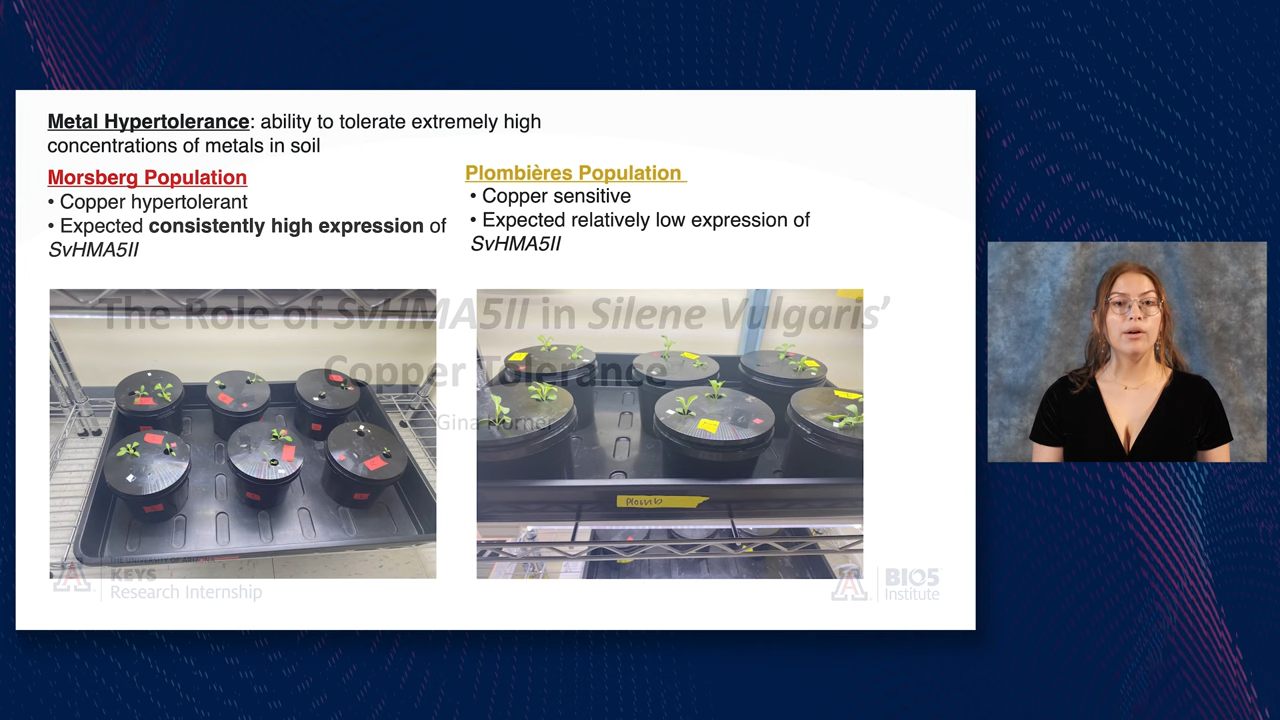 Metal Hypertolerance: ability to tolerate extremely high
concentrations of metals in soil
Morsberg Population
• Copper hypertolerant
• Expected consistently high expression of
SvHMA5II
Plombières Population
• Copper sensitive
• Expected relatively low expression of
SvHMA5II
The Role of SvHMA5II in Silene Vulgaris'
Copper Tolerance
Gina Horner
Plomb
KEYS
Research Internship
BIO5
Institute